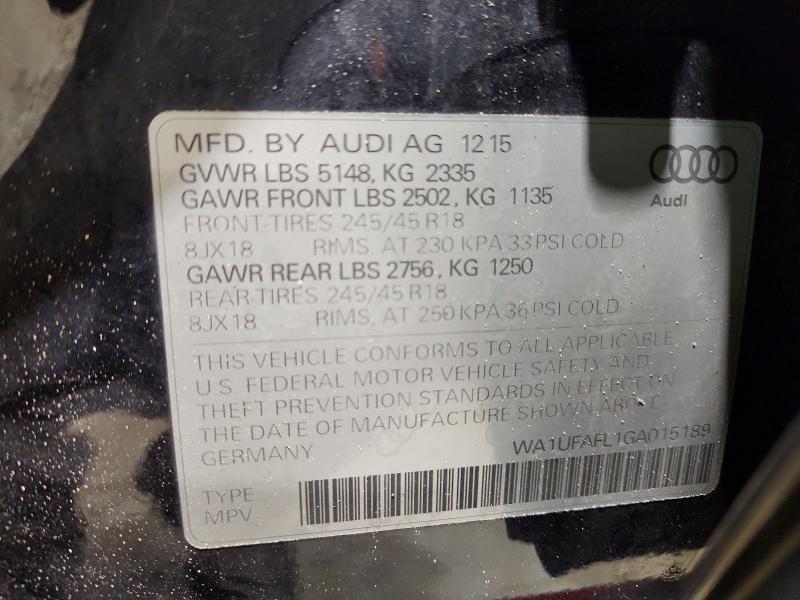 MFD. BY AUDI AG 12 15
GVWR LBS 5148, KG 2335
GAWR FRONT LBS 2502, KG 1135
Audi
FRONT-TIRES 245/45 R18
8JX18 RIMS, AT 230 KPA 33 PSI COLD
GAWR REAR LBS 2756, KG 1250
REAR-TIRES 245/45 R18
8JX18 RIMS, AT 250 KPA 36 PSI COLD
THIS VEHICLE CONFORMS TO ALL APPLICABLE
U.S. FEDERAL MOTOR VEHICLE SAFETY AND
THEFT PREVENTION STANDARDS IN EFFECT ON
THE DATE OF MANUFACTURE SHOWN ABOVE
GERMANY WA1UFAFL1GA015189
TYPE
MPV